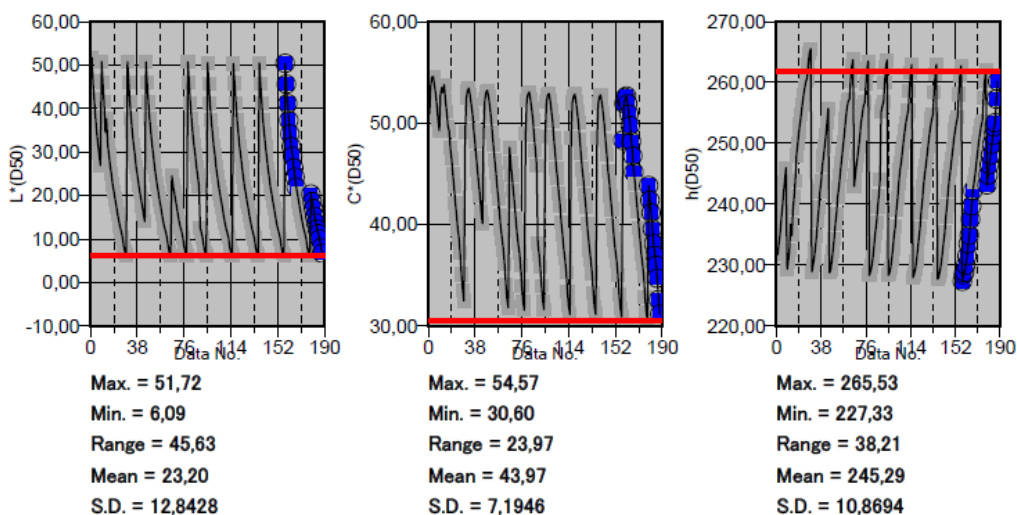 60,00
50,00
40,00
30,00
20,00
10,00
0,00
-10,00
L*(D50)
0 38 76 114 152 190
Data No.
Max. = 51,72
Min. = 6,09
Range = 45,63
Mean = 23,20
S.D. = 12,8428
60,00
50,00
40,00
30,00
C*(D50)
0 38 76 114 152 190
Data No.
Max. = 54,57
Min. = 30,60
Range = 23,97
Mean = 43,97
S.D. = 7,1946
270,00
260,00
250,00
240,00
230,00
220,00
h(D50)
0 38 76 114 152 190
Data No.
Max. = 265,53
Min. = 227,33
Range = 38,21
Mean = 245,29
S.D. = 10,8694